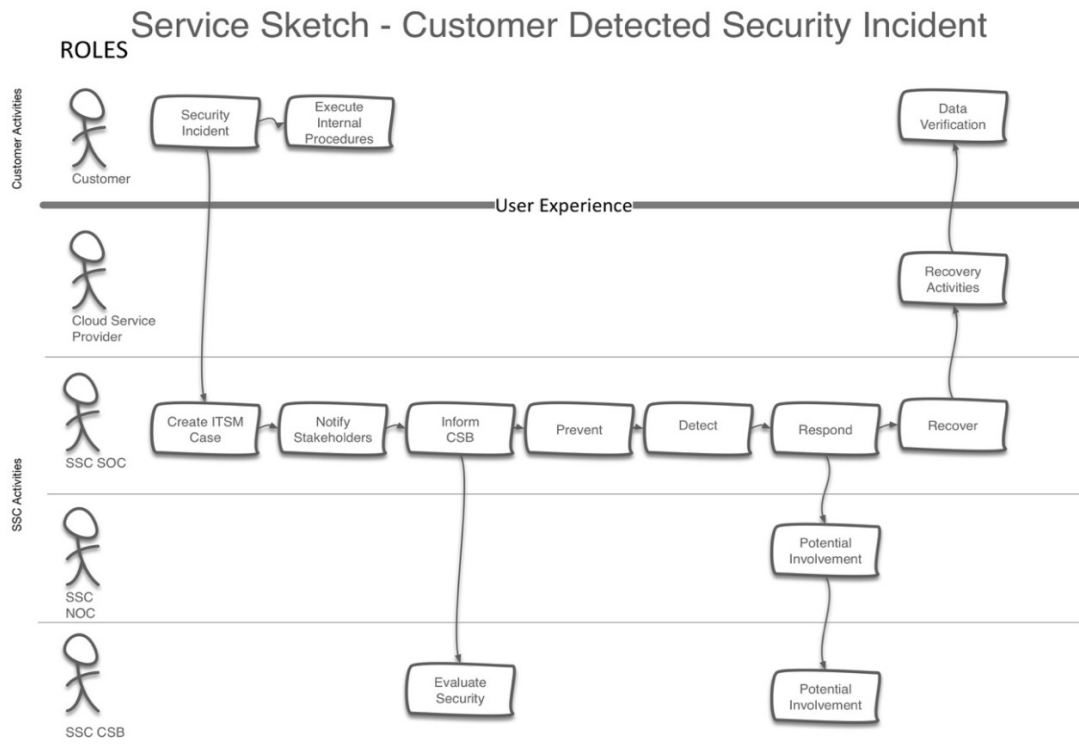 Service Sketch - Customer Detected Security Incident
ROLES
Customer Activities
Security
Incident
Execute
Internal
Procedures
Data
Verification
Customer
User Experience
Recovery
Activities
Cloud Service
Provider
SSC Activities
Create ITSM
Case
Notify
Stakeholders
Inform
CSB
Prevent
Detect
Respond
Recover
SSC SOC
Potential
Involvement
SSC
NOC
Evaluate
Security
Potential
Involvement
SSC CSB